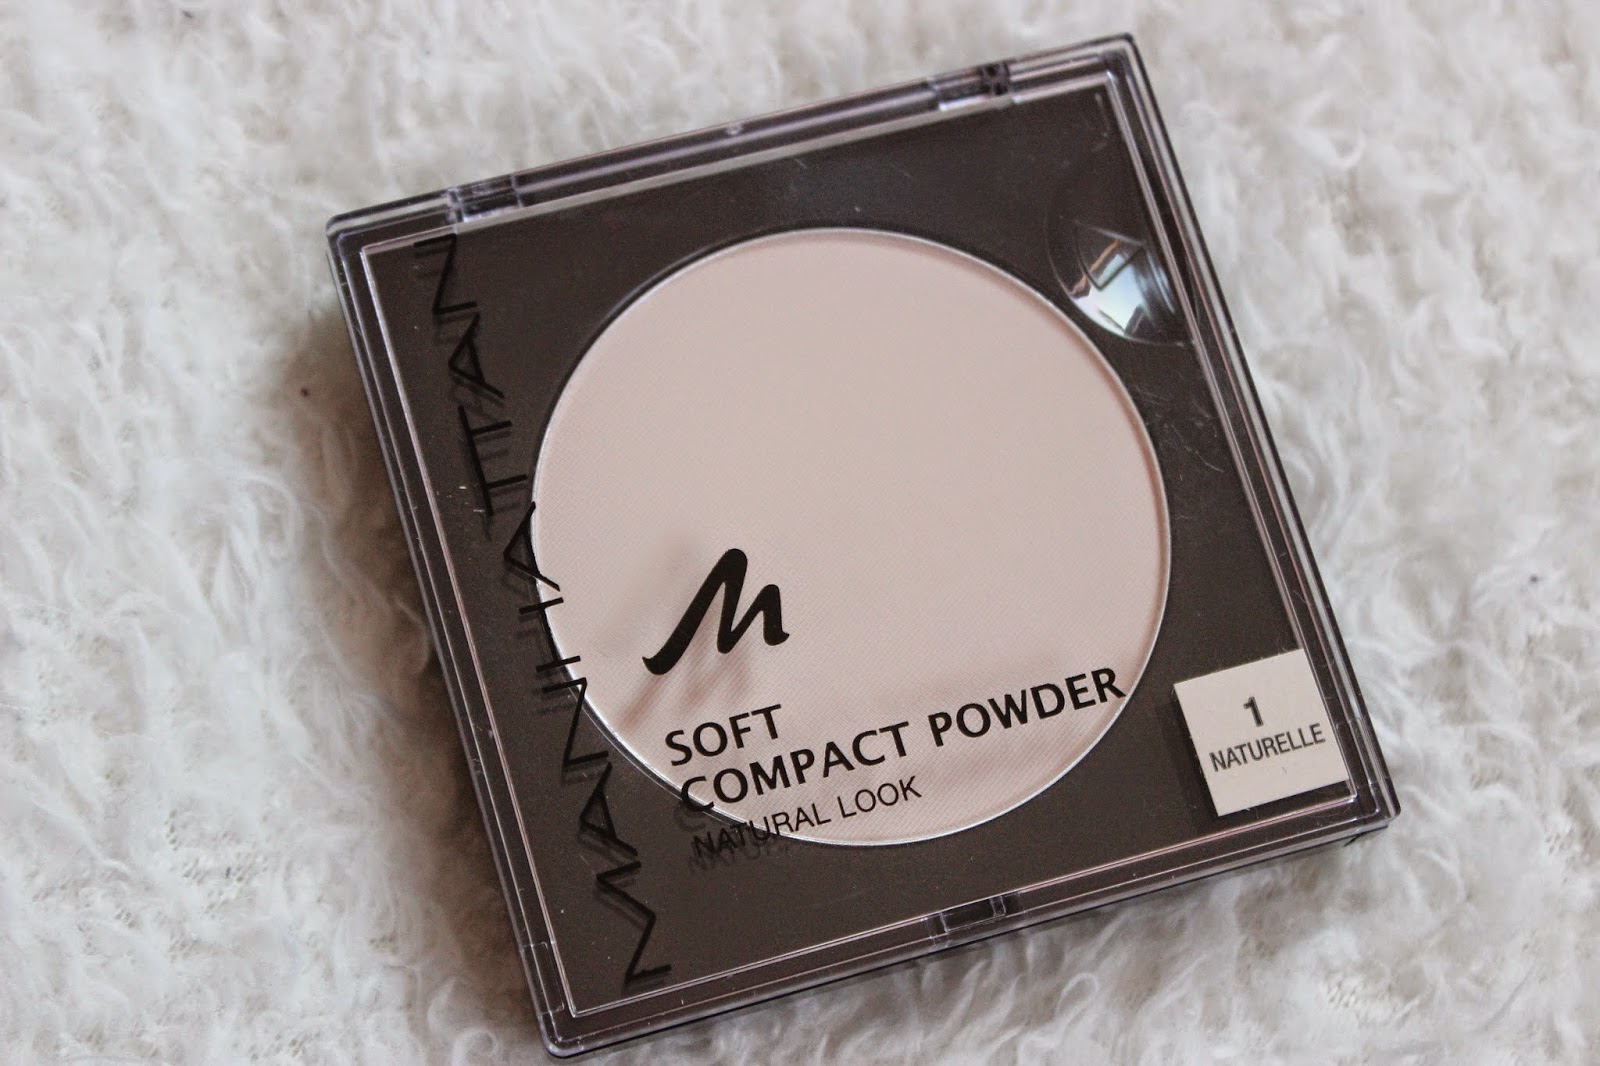 MANHATTAN
M
SOFT
COMPACT POWDER
NATURAL LOOK
1
NATURELLE